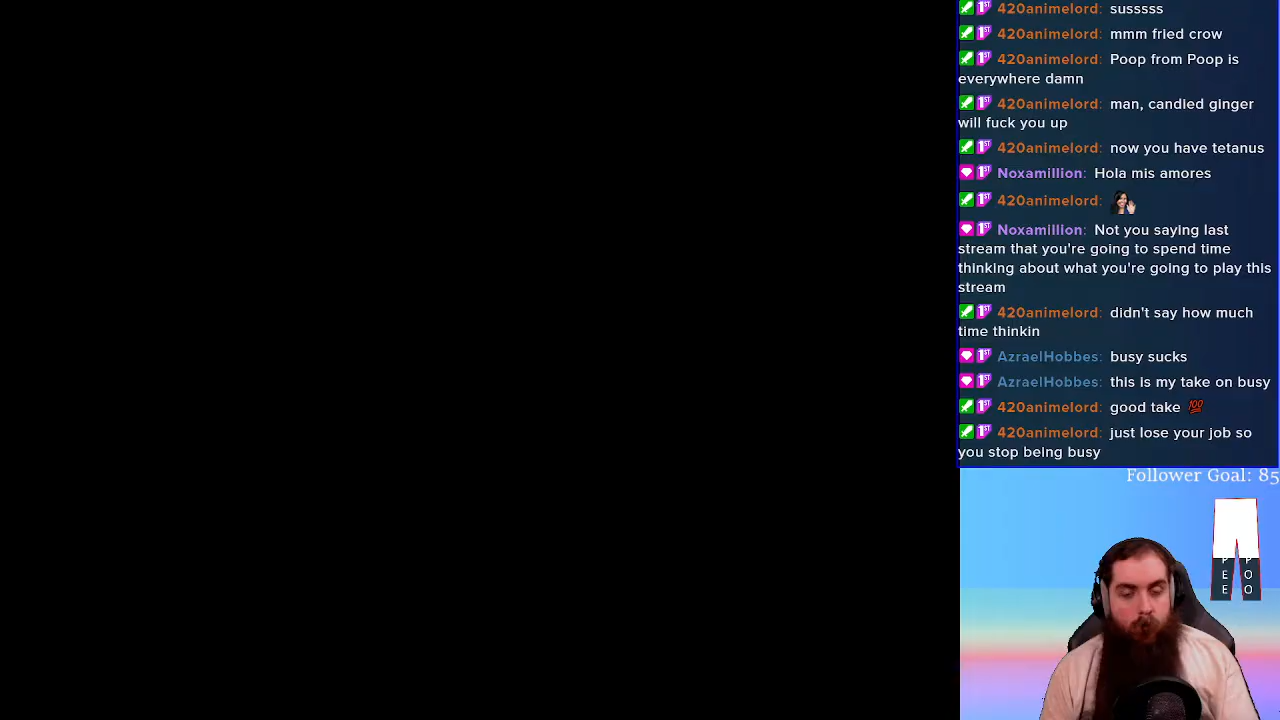 420animelord: susssss
420animelord: mmm fried crow
420animelord: Poop from Poop is
everywhere damn
420animelord: man, candied ginger
will fuck you up
420animelord: now you have tetanus
Noxamillion: Hola mis amores
420animelord:
Noxamillion: Not you saying last
stream that you're going to spend time
thinking about what you're going to play this
stream
420animelord: didn't say how much
time thinkin
AzraelHobbes: busy sucks
AzraelHobbes: this is my take on busy
420animelord: good take 💯
420animelord: just lose your job so
you stop being busy
Follower Goal: 85
P P
E O
E O